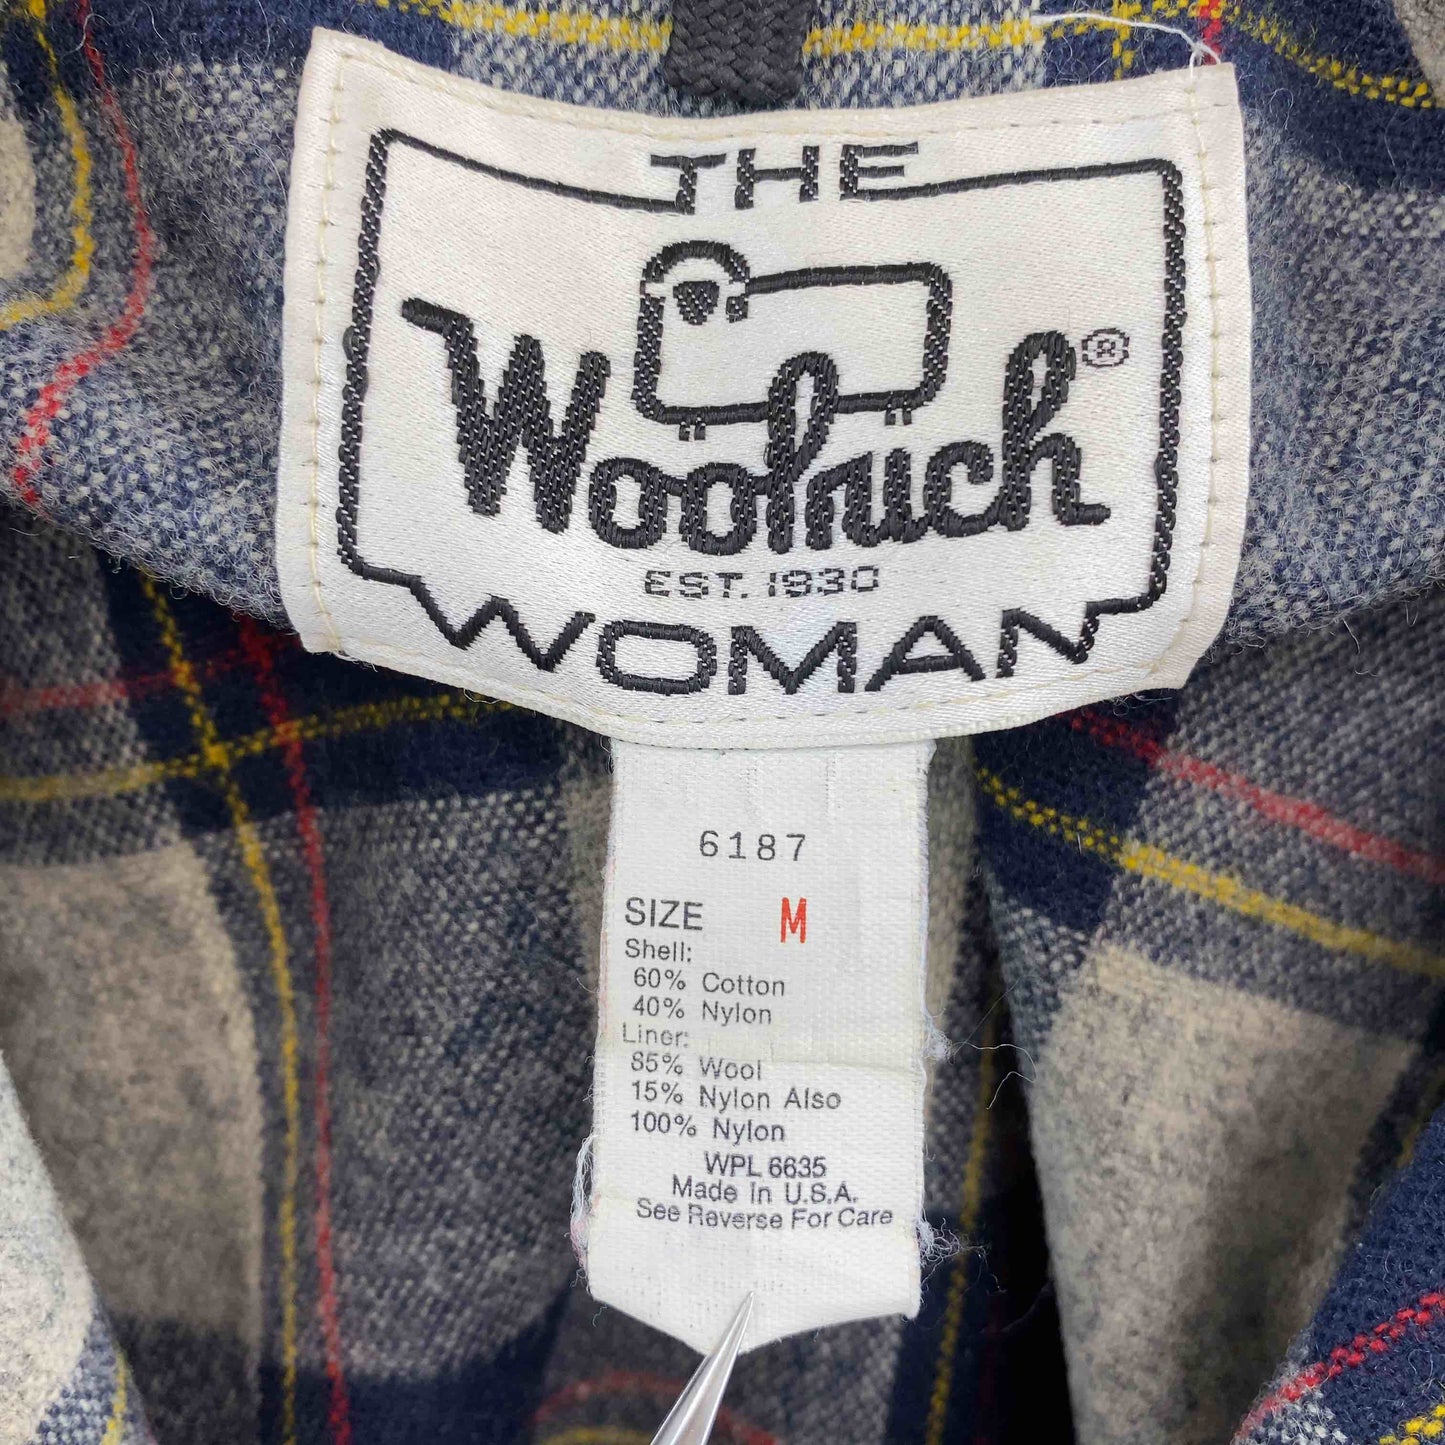 THE
Woolrich®
EST. 1930
WOMAN
6187
SIZE M
Shell:
60% Cotton
40% Nylon
Liner:
85% Wool
15% Nylon Also
100% Nylon
WPL 6635
Made In U.S.A.
See Reverse For Care